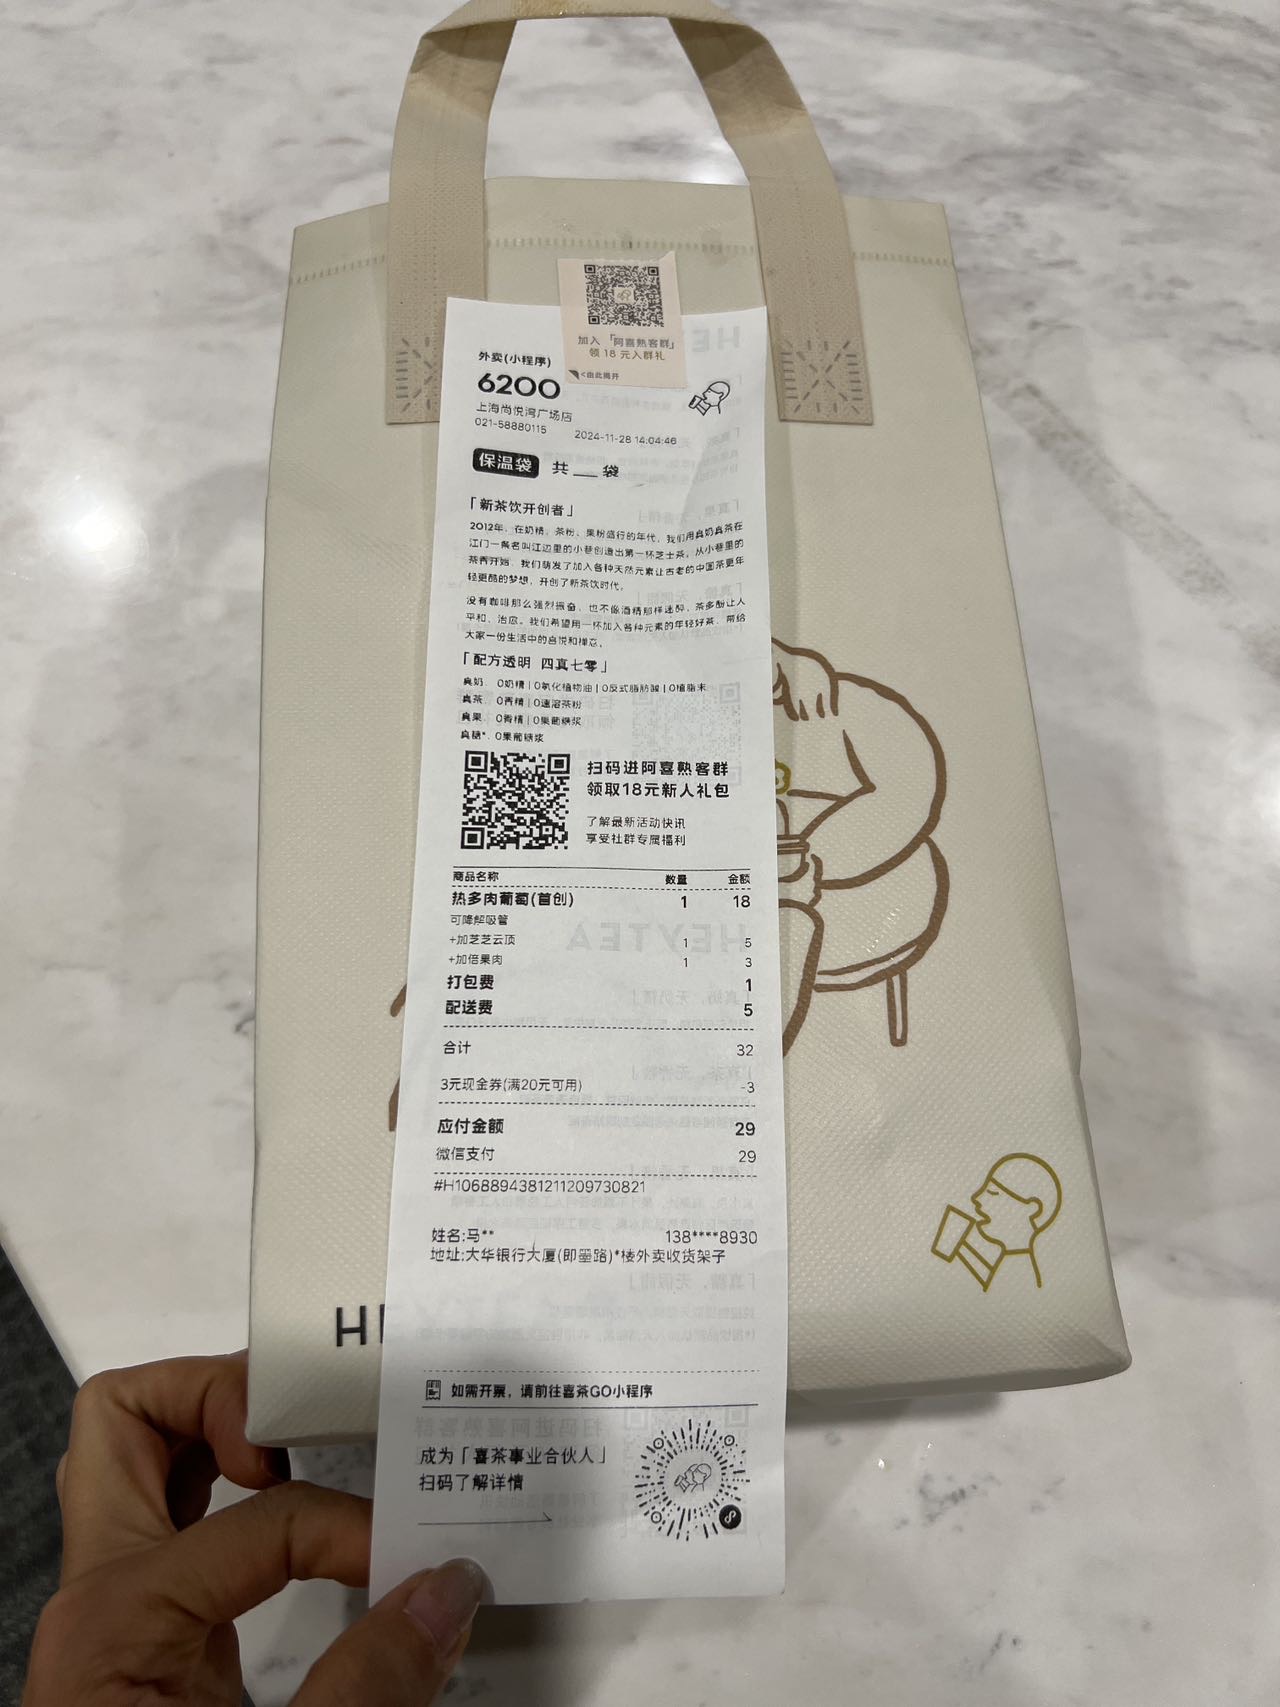 加入「阿喜熟客群」
领 18 元入群礼
<由此揭开
外卖(小程序)
6200
上海尚悦湾广场店
021-58880115 2024-11-28 14:04:46
保温袋 共__袋
「新茶饮开创者」
2012年，在奶精、茶粉、果粉盛行的年代，我们用真奶真茶在
江门一条名叫江边里的小巷创造出第一杯芝士茶。从小巷里的
茶香开始，我们萌发了加入各种天然元素让古老的中国茶更年
轻更酷的梦想，开创了新茶饮时代。
没有咖啡那么强烈振奋，也不像酒精那样迷醉，茶多酚让人
平和、治愈。我们希望用一杯加入各种元素的年轻好茶，带给
大家一份生活中的喜悦和禅意。
「配方透明 四真七零」
真奶：0奶精 | 0氢化植物油 | 0反式脂肪酸 | 0植脂末
真茶：0香精 | 0速溶茶粉
真果：0香精 | 0果葡糖浆
真糖*：0果葡糖浆
扫码进阿喜熟客群
领取18元新人礼包
了解最新活动快讯
享受社群专属福利
商品名称 数量 金额
热多肉葡萄(首创) 1 18
可降解吸管
+加芝芝云顶 1 5
+加倍果肉 1 3
打包费 1
配送费 5
合计 32
3元现金券(满20元可用) -3
应付金额 29
微信支付 29
#H1068894381211209730821
姓名:马** 138****8930
地址:大华银行大厦(即墨路)*楼外卖收货架子
如需开票，请前往喜茶GO小程序
成为「喜茶事业合伙人」
扫码了解详情